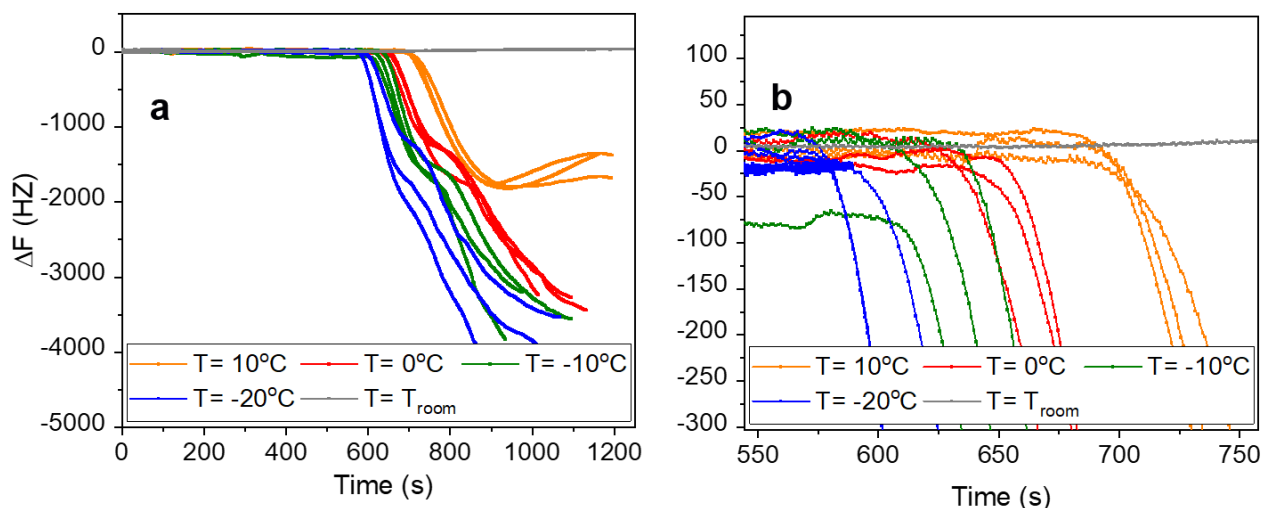 a
0
-1000
-2000
-3000
-4000
-5000
ΔF (HZ)
T= 10ºC T= 0ºC T= -10ºC
T= -20ºC T= Troom
0 200 400 600 800 1000 1200
Time (s)
b
100
50
0
-50
-100
-150
-200
-250
-300
T= 10ºC T= 0ºC T= -10ºC
T= -20ºC T= Troom
550 600 650 700 750
Time (s)